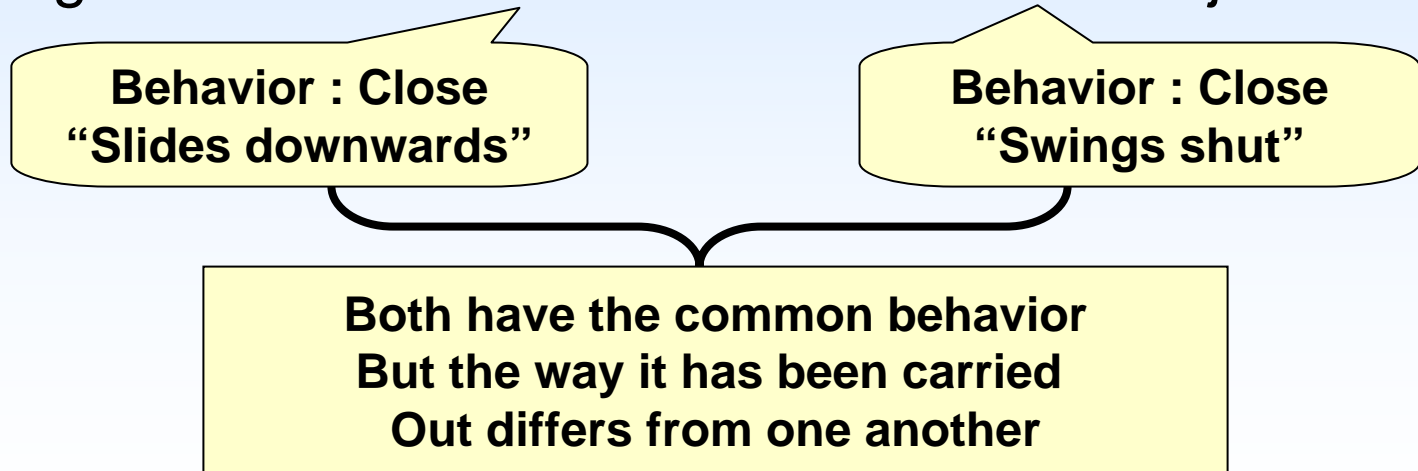 Behavior : Close
“Slides downwards”
Behavior : Close
“Swings shut”
Both have the common behavior
But the way it has been carried
Out differs from one another